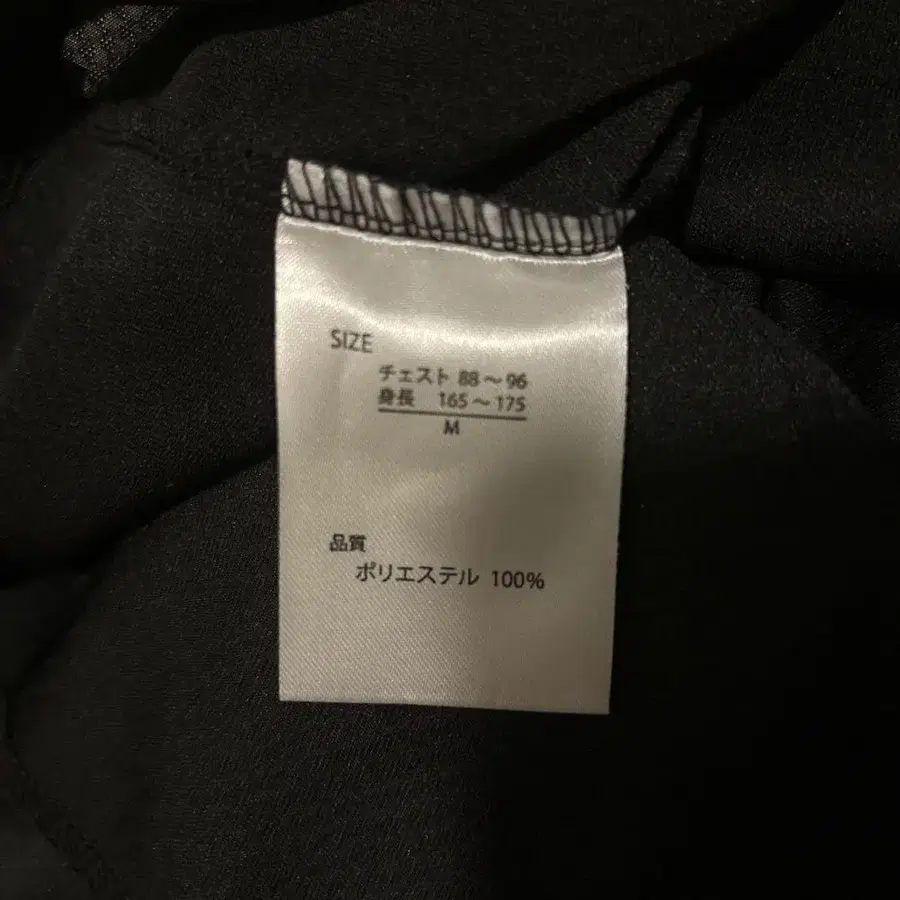 SIZE
チェスト 88〜96
身長 165〜175
M
品質
ポリエステル 100%